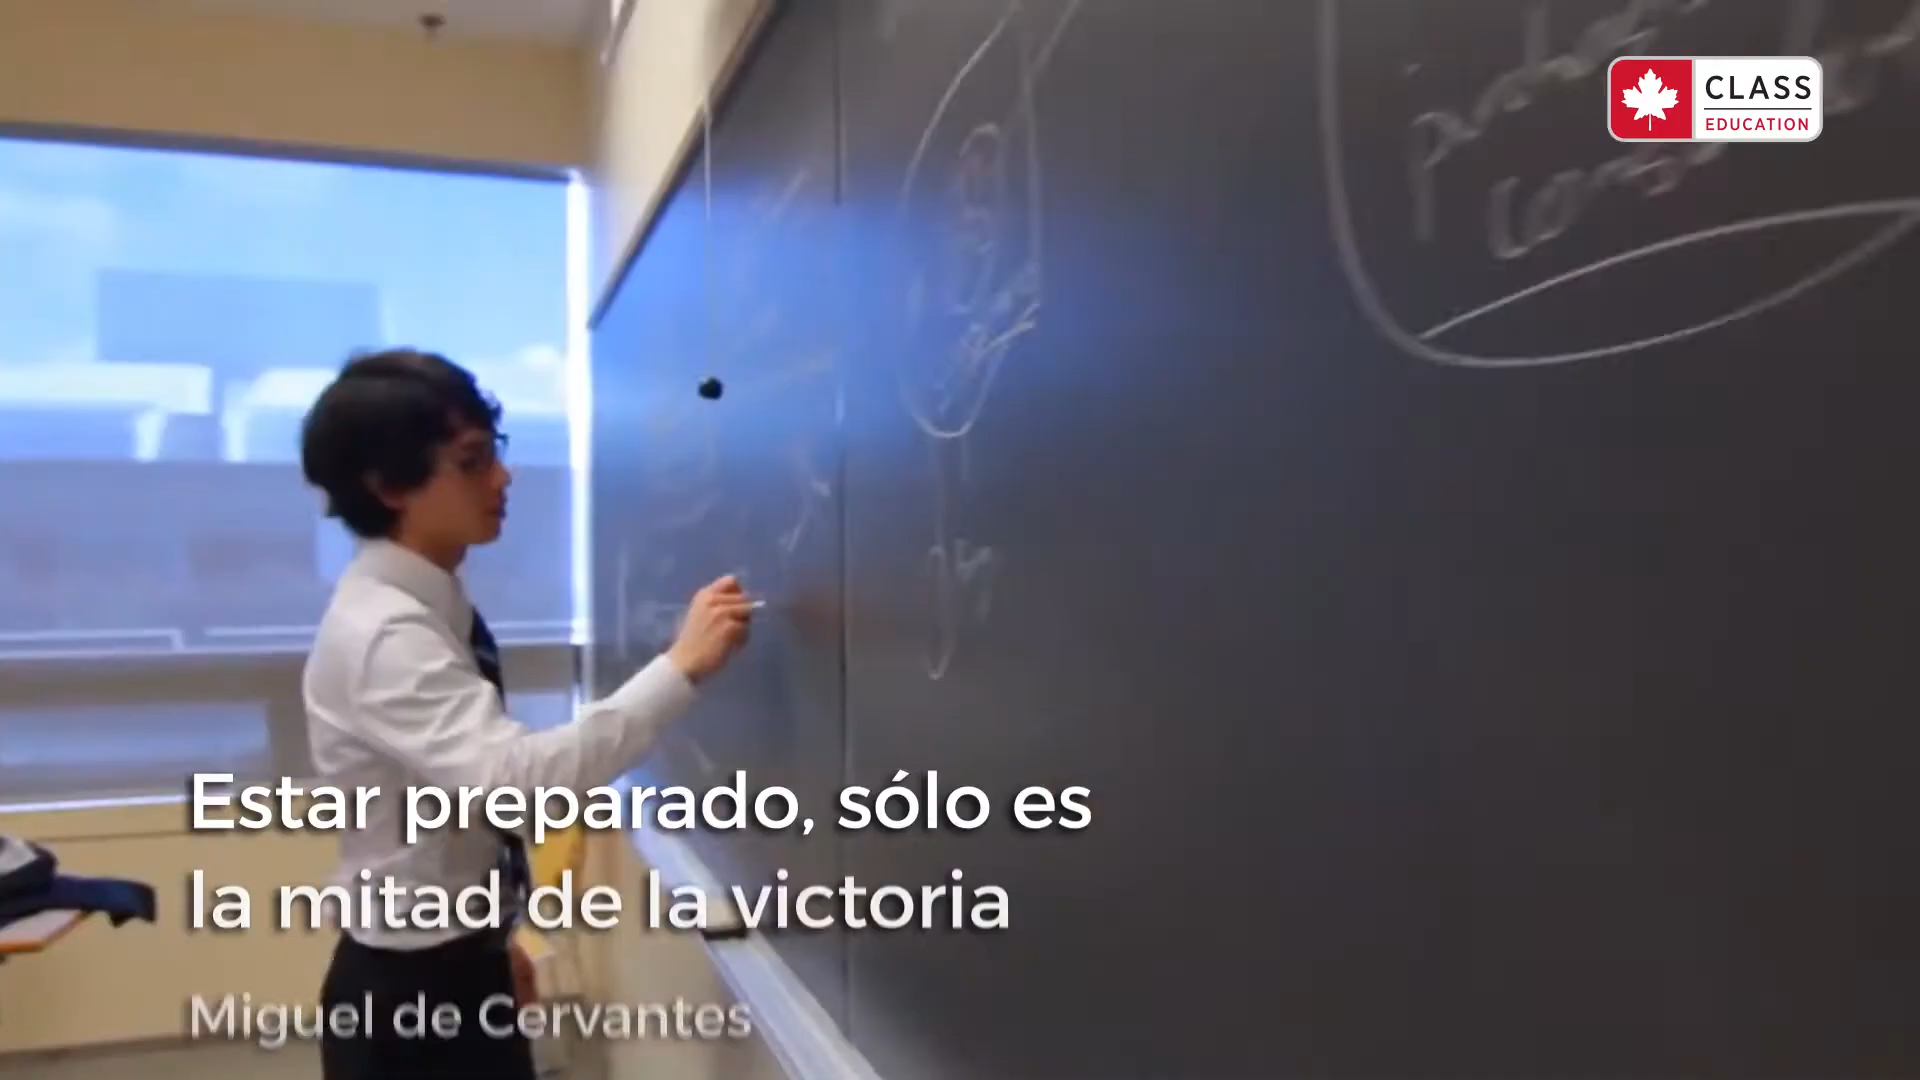 CLASS
EDUCATION
Estar preparado, sólo es
la mitad de la victoria
Miguel de Cervantes